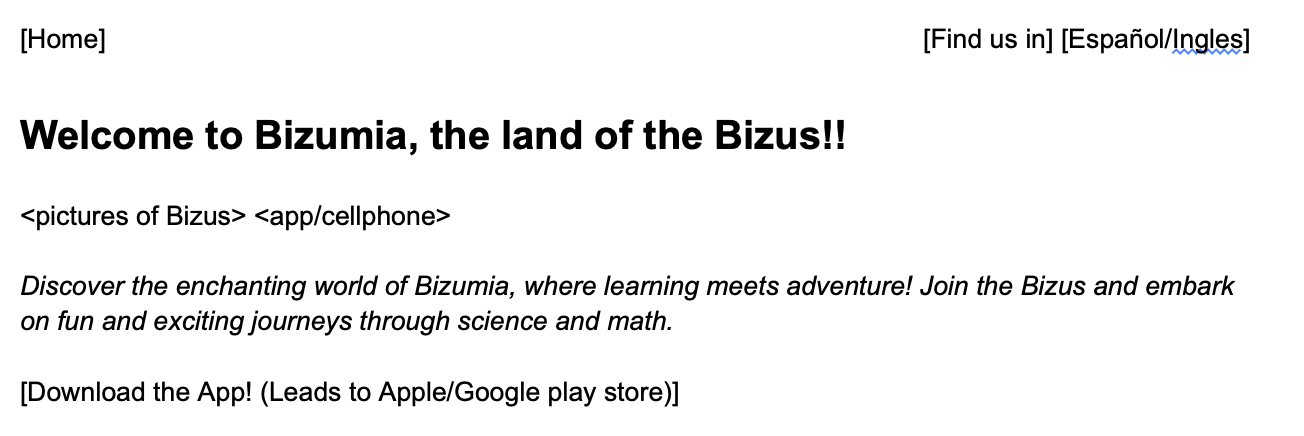 [Home] [Find us in] [Español/Ingles]
Welcome to Bizumia, the land of the Bizus!!
<pictures of Bizus> <app/cellphone>
Discover the enchanting world of Bizumia, where learning meets adventure! Join the Bizus and embark
on fun and exciting journeys through science and math.
[Download the App! (Leads to Apple/Google play store)]